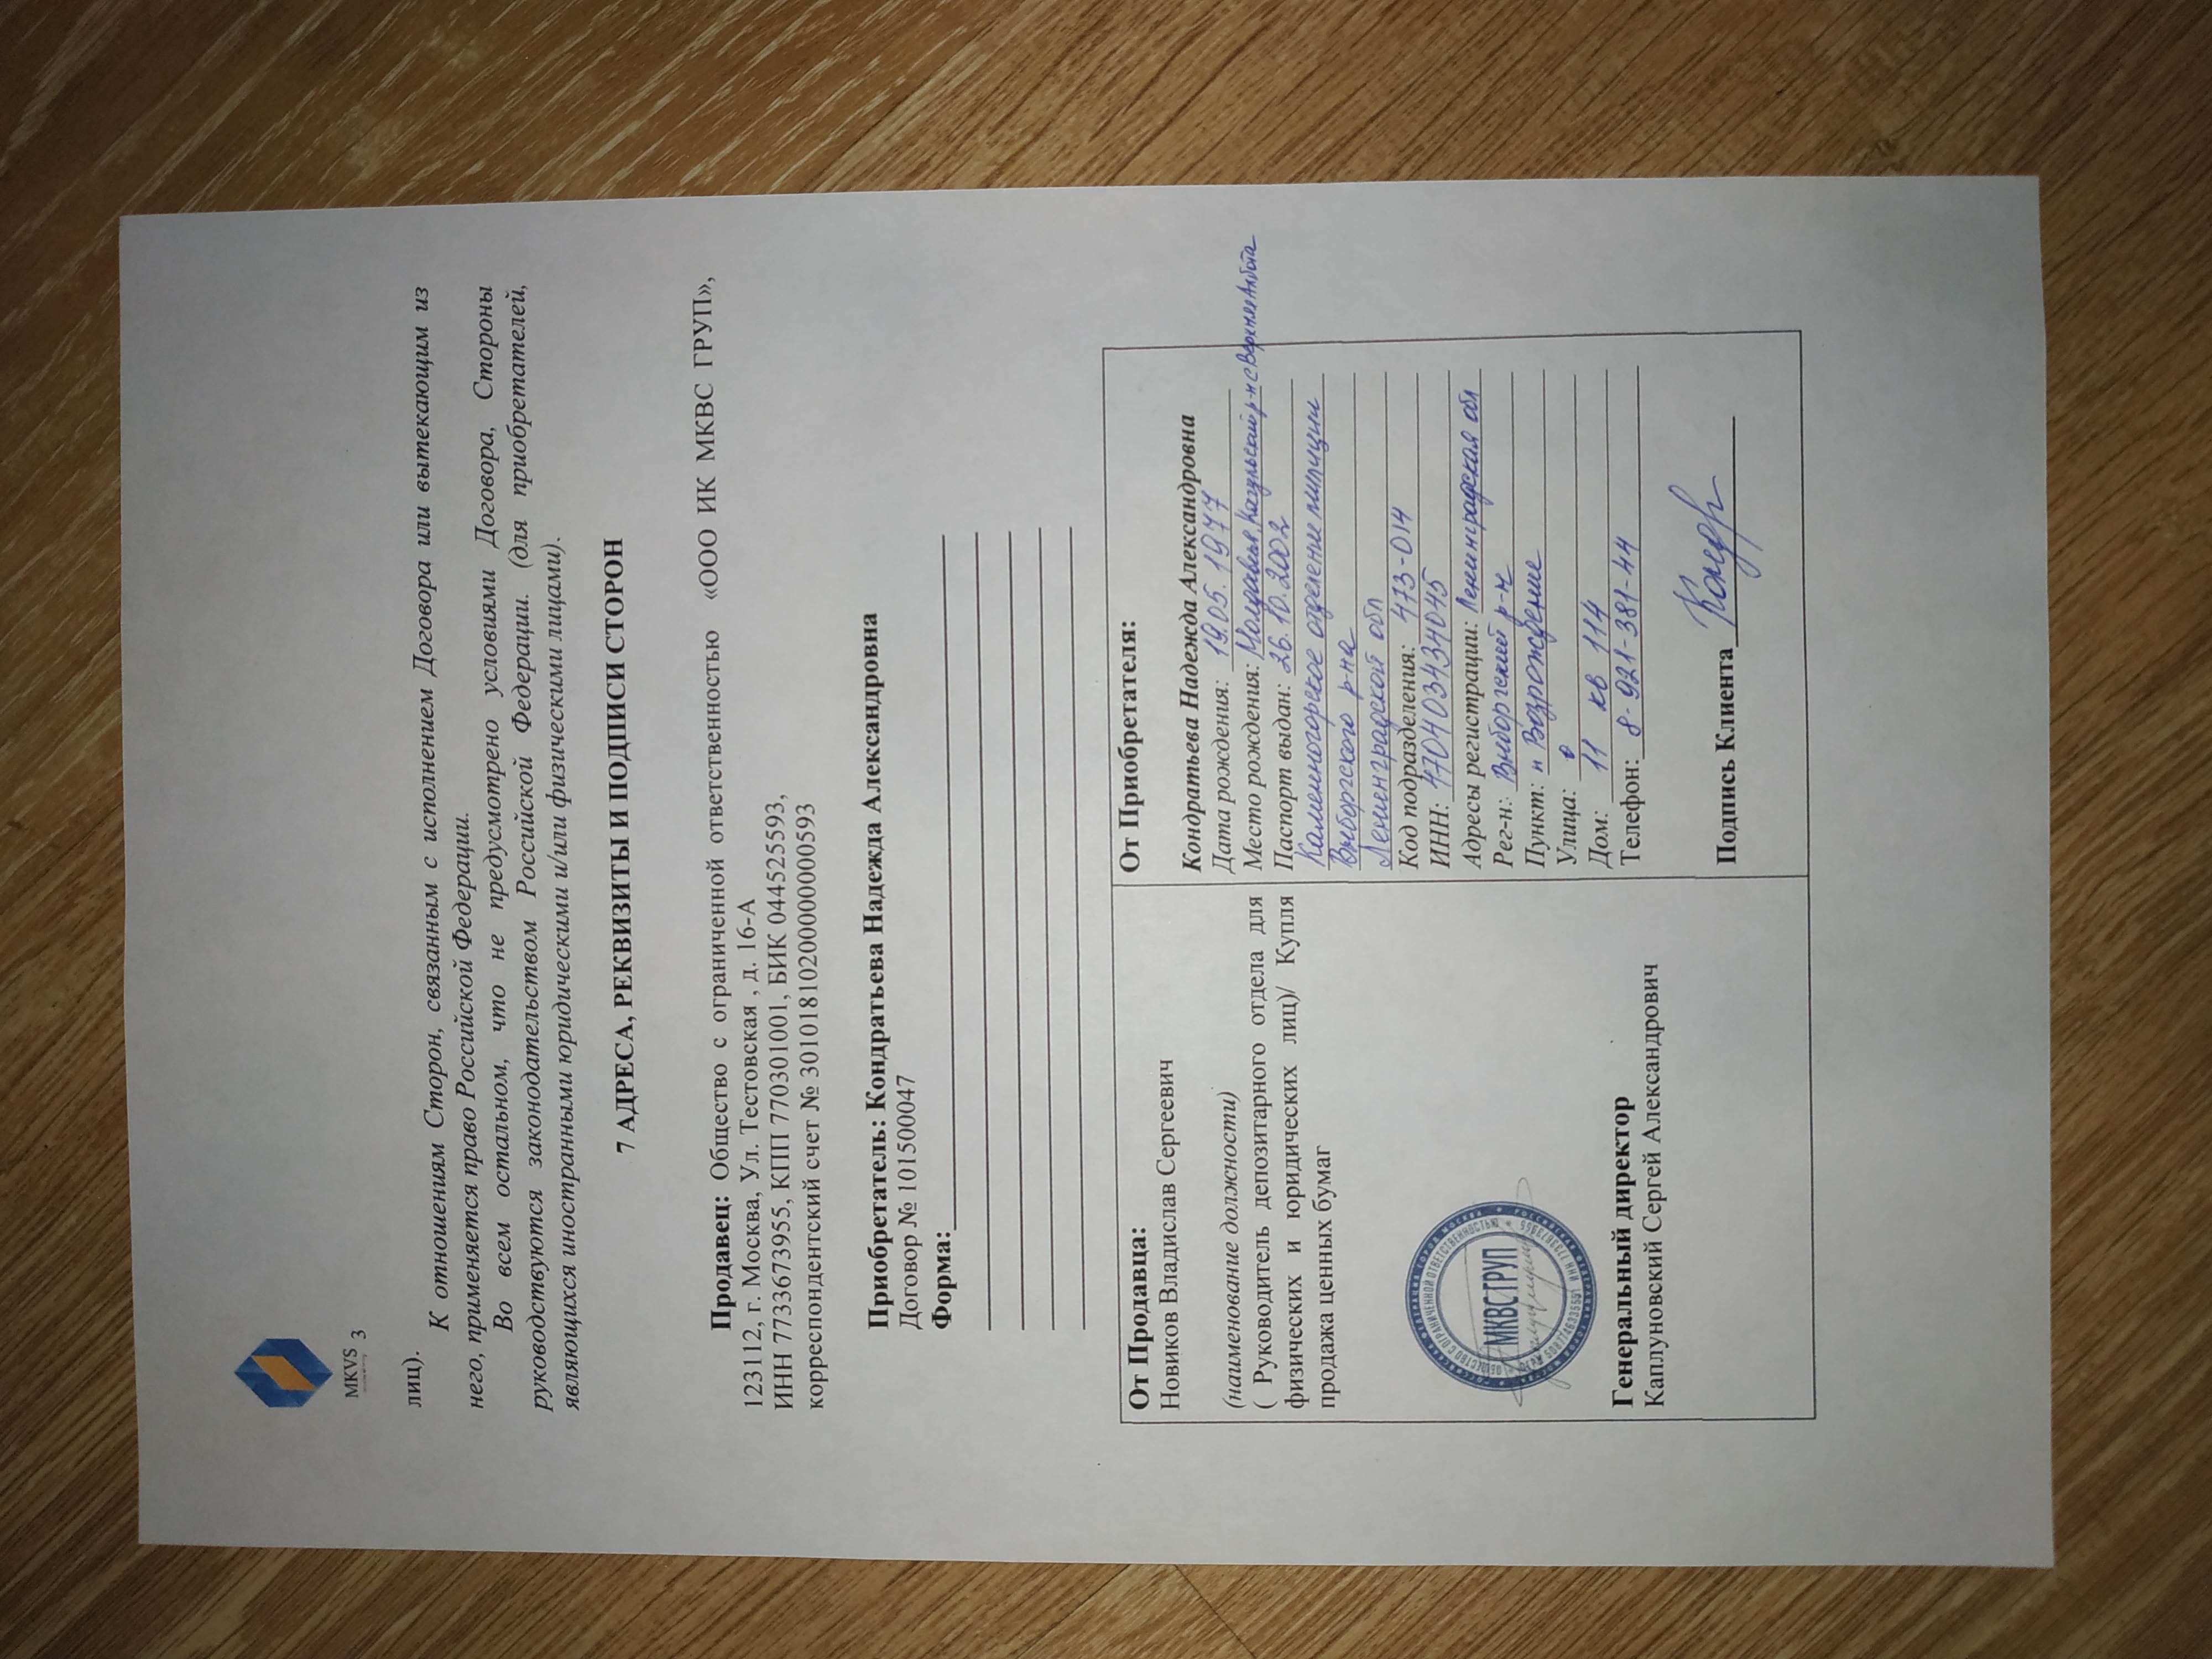 MKVS 3
лиц).
К отношениям Сторон, связанным с исполнением Договора или вытекающим из
него, применяется право Российской Федерации.
Во всем остальном, что не предусмотрено условиями Договора, Стороны
руководствуются законодательством Российской Федерации. (для приобретателей,
являющихся иностранными юридическими и/или физическими лицами).
7 АДРЕСА, РЕКВИЗИТЫ И ПОДПИСИ СТОРОН
Продавец: Общество с ограниченной ответственностью «ООО ИК МКВС ГРУП»,
123112, г. Москва, Ул. Тестовская , д. 16-А
ИНН 7733673955, КПП 770301001, БИК 044525593,
корреспондентский счет № 30101810200000000593
Приобретатель: Кондратьева Надежда Александровна
Договор № 101500047
Форма:
От Продавца:
Новиков Владислав Сергеевич
(наименование должности)
( Руководитель депозитарного отдела для
физических и юридических лиц)/ Купля
продажа ценных бумаг
МКВС ГРУП
ОБЩЕСТВО С ОГРАНИ�ченной ОТВЕТСТВЕННОСТЬЮ
Генеральный директор
Каплуновский Сергей Александрович
От Приобретателя:
Кондратьева Надежда Александровна
Дата рождения: 19.05.1977
Место рождения: Молдавия, Кагульский р-н с Верхняя Албота
Паспорт выдан: 26.10.2002
Каменногорское отделение милиции
Выборгского р-на
Ленинградской обл
Код подразделения: 473-014
ИНН: 470403434045
Адресы регистрации: Ленинградская обл
Рег-н: Выборгский р-н
Пункт: п Возрождение
Улица:
Дом: 11 кв 114
Телефон: 8-921-381-44
Подпись Клиента Кондр